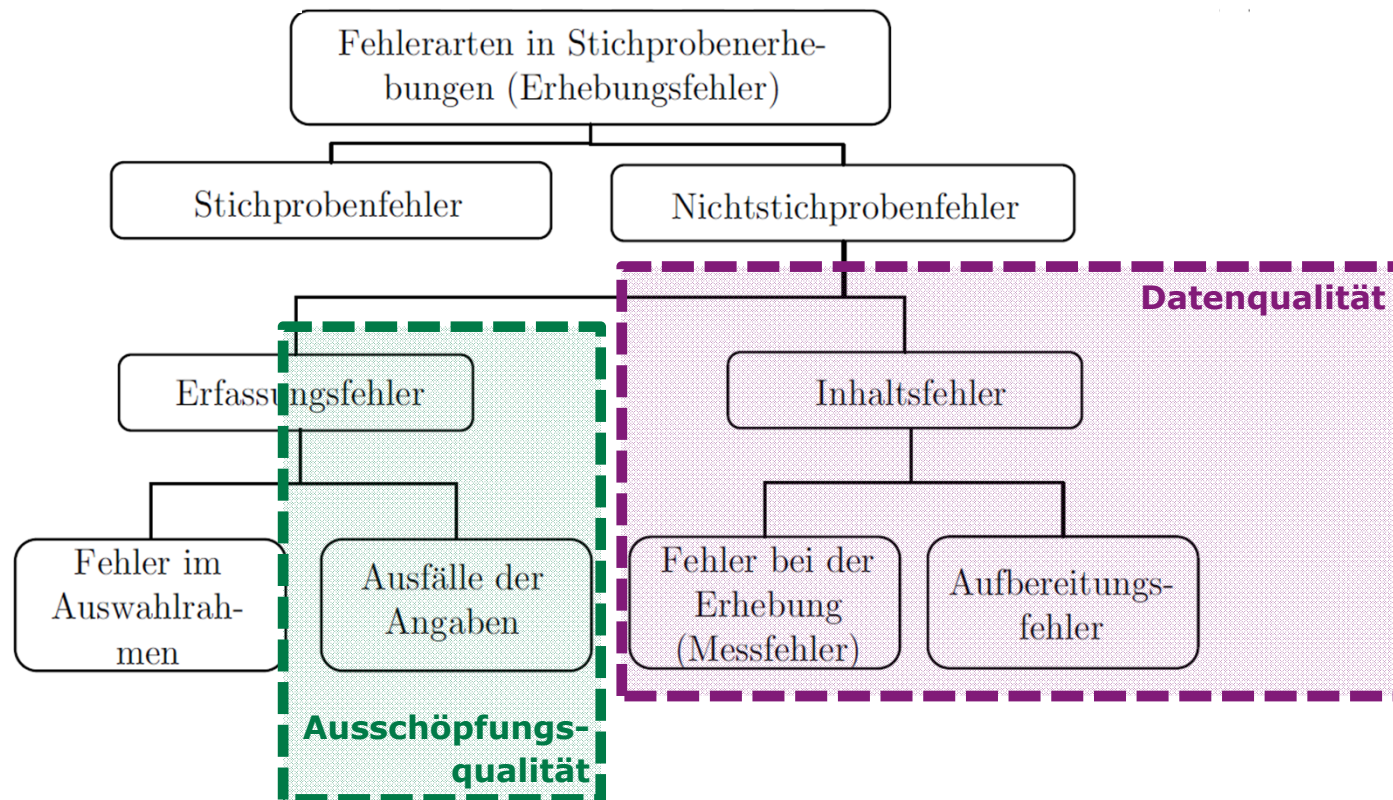 Fehlerarten in Stichprobenerhe-
bungen (Erhebungsfehler)
Stichprobenfehler
Nichtstichprobenfehler
Datenqualität
Erfassungsfehler
Inhaltsfehler
Fehler im
Auswahlrah-
men
Ausfälle der
Angaben
Fehler bei der
Erhebung
(Messfehler)
Aufbereitungs-
fehler
Ausschöpfungs-
qualität